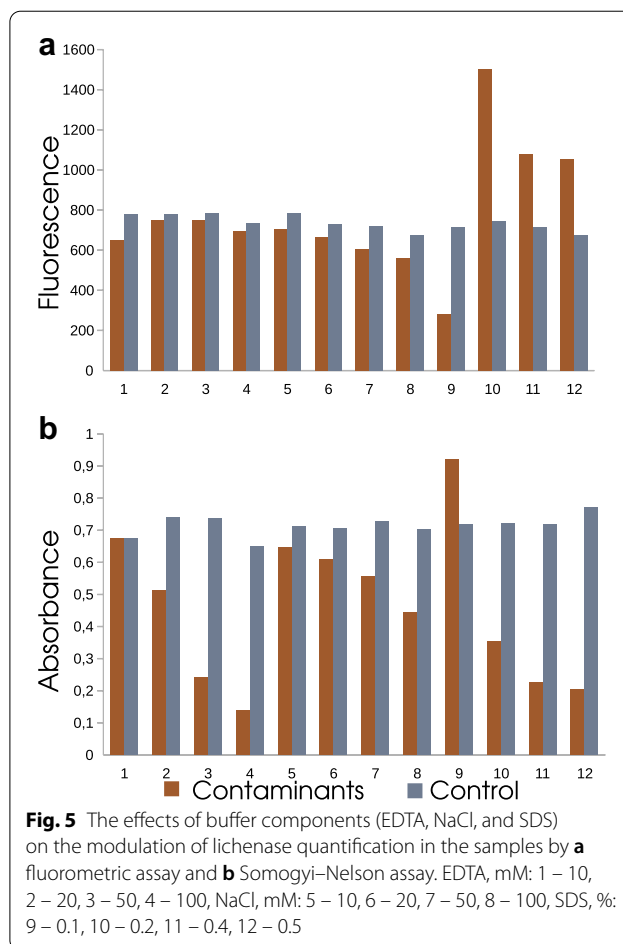 a
1600
1400
1200
1000
800
600
400
200
0
Fluorescence
1 2 3 4 5 6 7 8 9 10 11 12
b
1
0,9
0,8
0,7
0,6
0,5
0,4
0,3
0,2
0,1
0
Absorbance
1 2 3 4 5 6 7 8 9 10 11 12
Contaminants Control
Fig. 5 The effects of buffer components (EDTA, NaCl, and SDS)
on the modulation of lichenase quantification in the samples by a
fluorometric assay and b Somogyi–Nelson assay. EDTA, mM: 1 – 10,
2 – 20, 3 – 50, 4 – 100, NaCl, mM: 5 – 10, 6 – 20, 7 – 50, 8 – 100, SDS, %:
9 – 0.1, 10 – 0.2, 11 – 0.4, 12 – 0.5